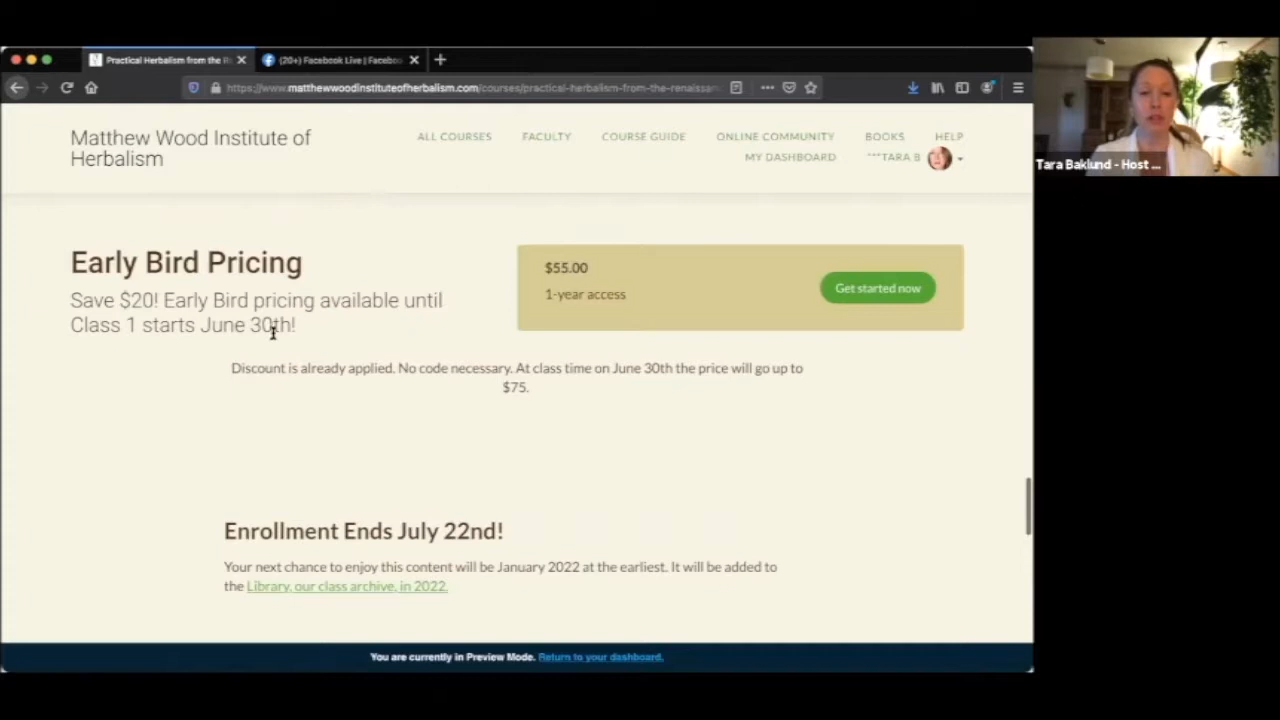 Practical Herbalism from the R
(20+) Facebook Live | Facebo
https://www.matthewwoodinstituteofherbalism.com/courses/practical-herbalism-from-the-renaissan
Matthew Wood Institute of
Herbalism
ALL COURSES
FACULTY
COURSE GUIDE
ONLINE COMMUNITY
BOOKS
HELP
MY DASHBOARD
***TARA B
Tara Baklund - Host ...
Early Bird Pricing
Save $20! Early Bird pricing available until
Class 1 starts June 30th!
$55.00
1-year access
Get started now
Discount is already applied. No code necessary. At class time on June 30th the price will go up to
$75.
Enrollment Ends July 22nd!
Your next chance to enjoy this content will be January 2022 at the earliest. It will be added to
the Library, our class archive, in 2022.
You are currently in Preview Mode. Return to your dashboard.